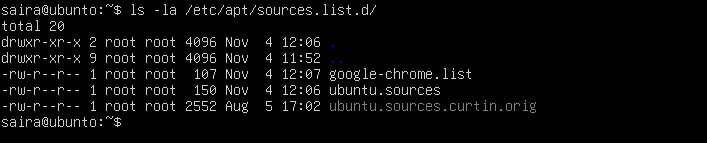 saira@ubunto:~$ ls -la /etc/apt/sources.list.d/
total 20
drwxr-xr-x 2 root root 4096 Nov  4 12:06 .
drwxr-xr-x 9 root root 4096 Nov  4 11:52 ..
-rw-r--r-- 1 root root  107 Nov  4 12:07 google-chrome.list
-rw-r--r-- 1 root root  150 Nov  4 12:06 ubuntu.sources
-rw-r--r-- 1 root root 2552 Aug  5 17:02 ubuntu.sources.curtin.orig
saira@ubunto:~$